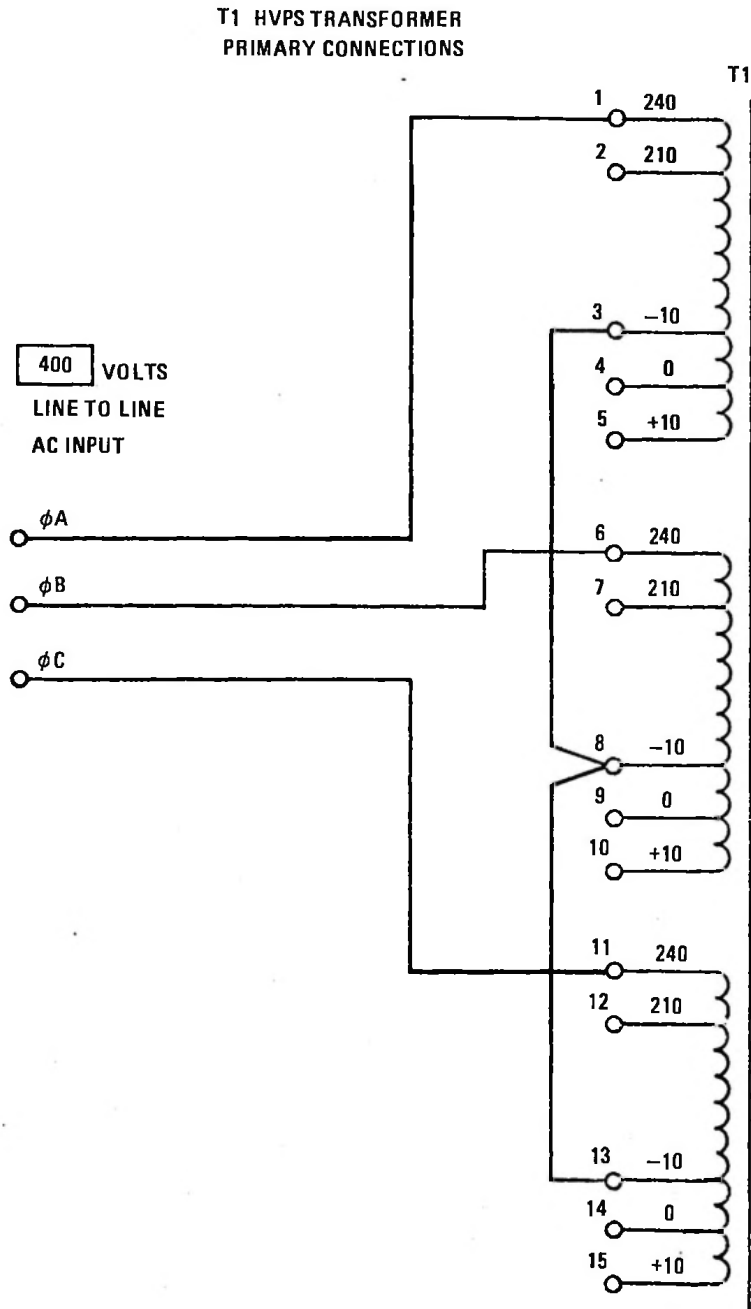 T1 HVPS TRANSFORMER
PRIMARY CONNECTIONS
T1
1 240
2 210
3 −10
4 0
5 +10
400 VOLTS
LINE TO LINE
AC INPUT
ϕA
ϕB
ϕC
6 240
7 210
8 −10
9 0
10 +10
11 240
12 210
13 −10
14 0
15 +10